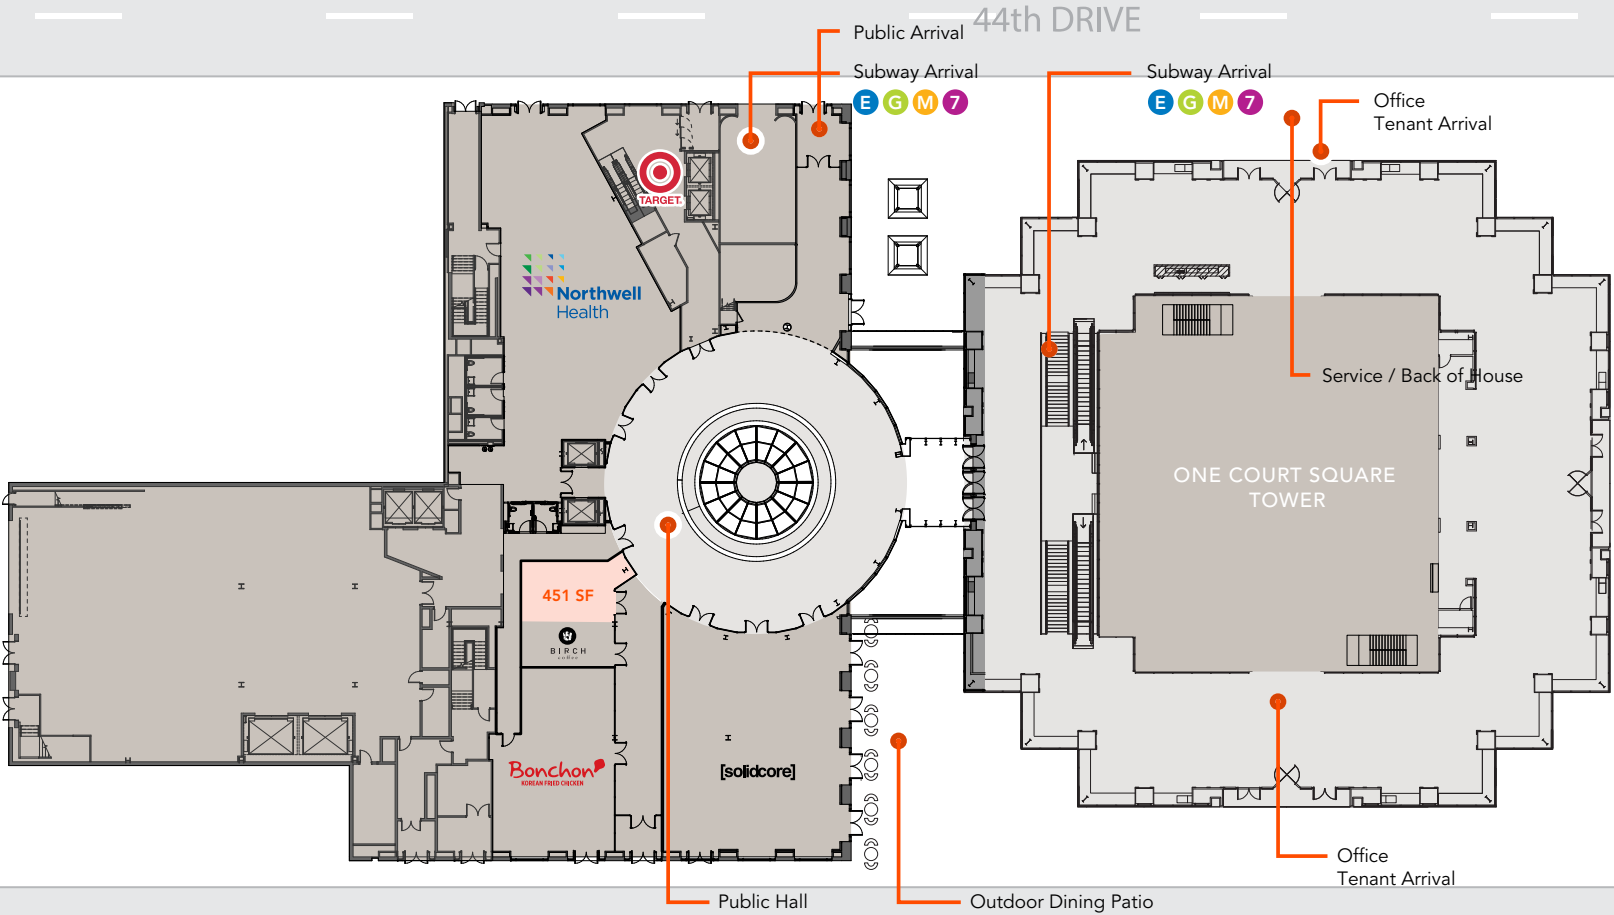 44th DRIVE
Public Arrival
Subway Arrival
E G M 7
Subway Arrival
E G M 7
Office
Tenant Arrival
TARGET
Northwell
Health
Service / Back of House
ONE COURT SQUARE
TOWER
451 SF
BIRCH
coffee
Bonchon
KOREAN FRIED CHICKEN
[solidcore]
Office
Tenant Arrival
Public Hall
Outdoor Dining Patio